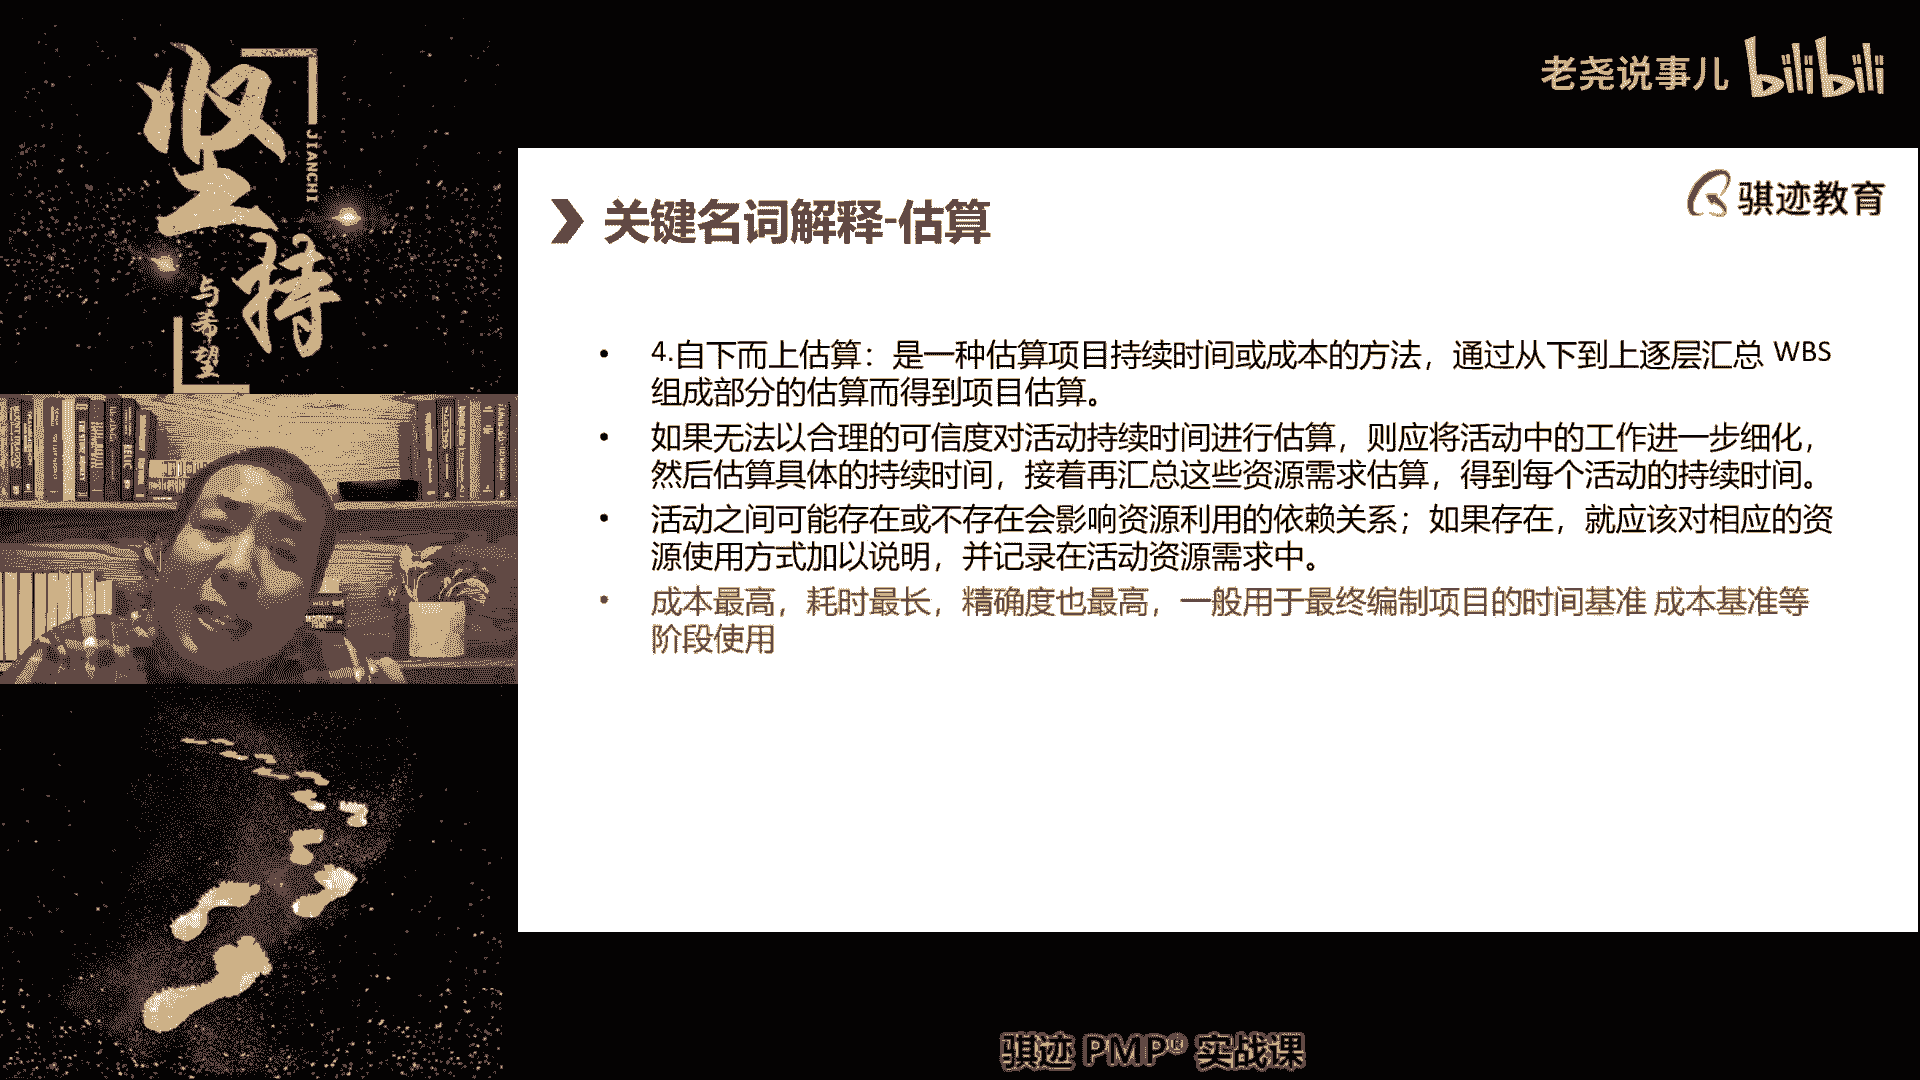 坚持
JIANCHI
与希望
老尧说事儿 bilibili
骐迹教育
关键名词解释-估算
• 4.自下而上估算：是一种估算项目持续时间或成本的方法，通过从下到上逐层汇总 WBS
组成部分的估算而得到项目估算。
• 如果无法以合理的可信度对活动持续时间进行估算，则应将活动中的工作进一步细化，
然后估算具体的持续时间，接着再汇总这些资源需求估算，得到每个活动的持续时间。
• 活动之间可能存在或不存在会影响资源利用的依赖关系；如果存在，就应该对相应的资
源使用方式加以说明，并记录在活动资源需求中。
• 成本最高，耗时最长，精确度也最高，一般用于最终编制项目的时间基准 成本基准等
阶段使用
骐迹 PMP® 实战课